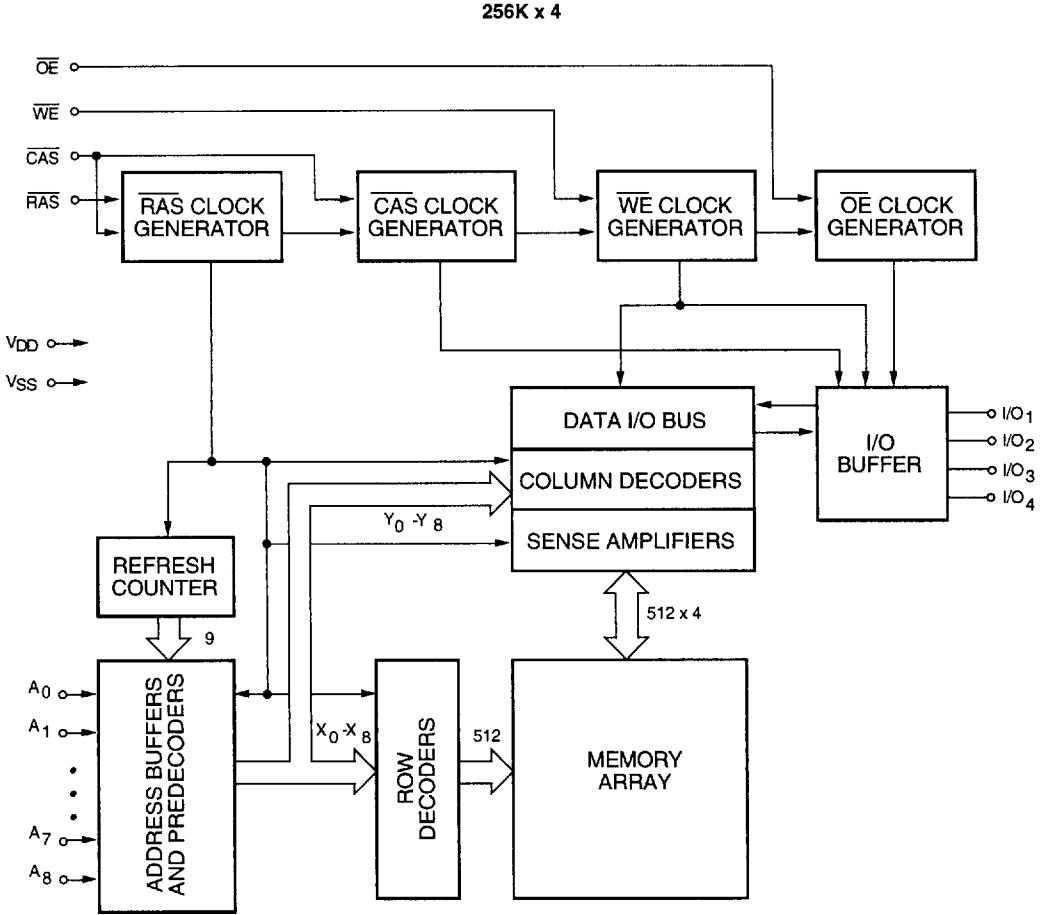 256K x 4
OE
WE
CAS
RAS
RAS CLOCK
GENERATOR
CAS CLOCK
GENERATOR
WE CLOCK
GENERATOR
OE CLOCK
GENERATOR
VDD
VSS
DATA I/O BUS
COLUMN DECODERS
SENSE AMPLIFIERS
I/O
BUFFER
I/O1
I/O2
I/O3
I/O4
Y0 -Y8
REFRESH
COUNTER
9
512 x 4
A0
A1
A7
A8
ADDRESS BUFFERS
AND PREDECODERS
X0-X8
ROW
DECODERS
512
MEMORY
ARRAY